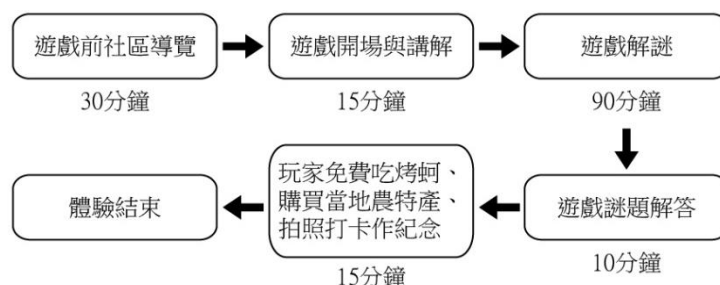 遊戲前社區導覽
遊戲開場與講解
遊戲解謎
30分鐘
15分鐘
90分鐘
遊戲謎題解答
10分鐘
玩家免費吃烤蚵、
購買當地農特產、
拍照打卡作紀念
15分鐘
體驗結束